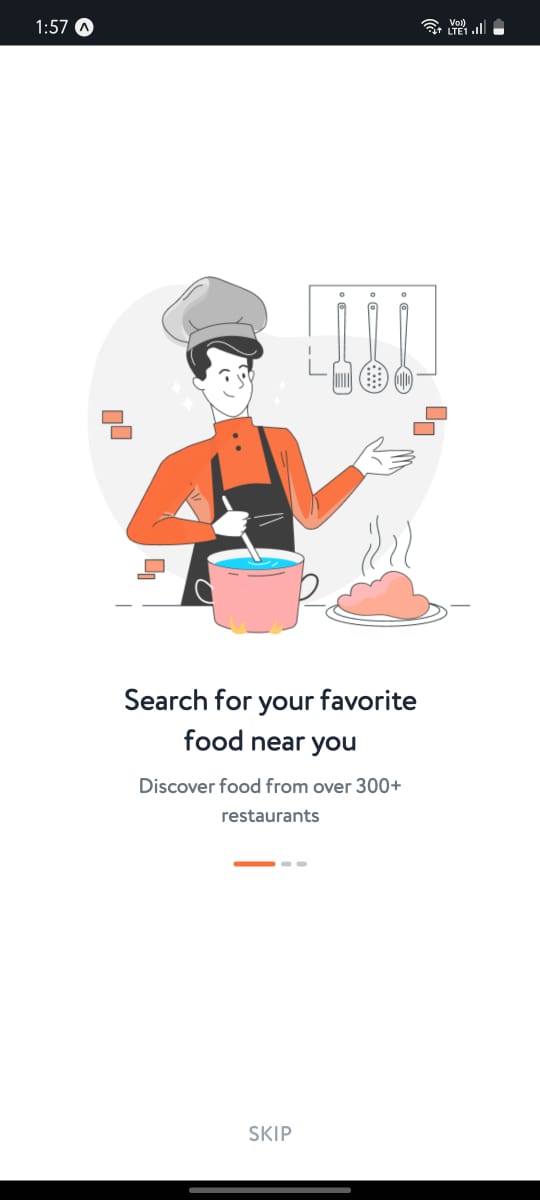 1:57
Vo))
LTE1
Search for your favorite
food near you
Discover food from over 300+
restaurants
SKIP